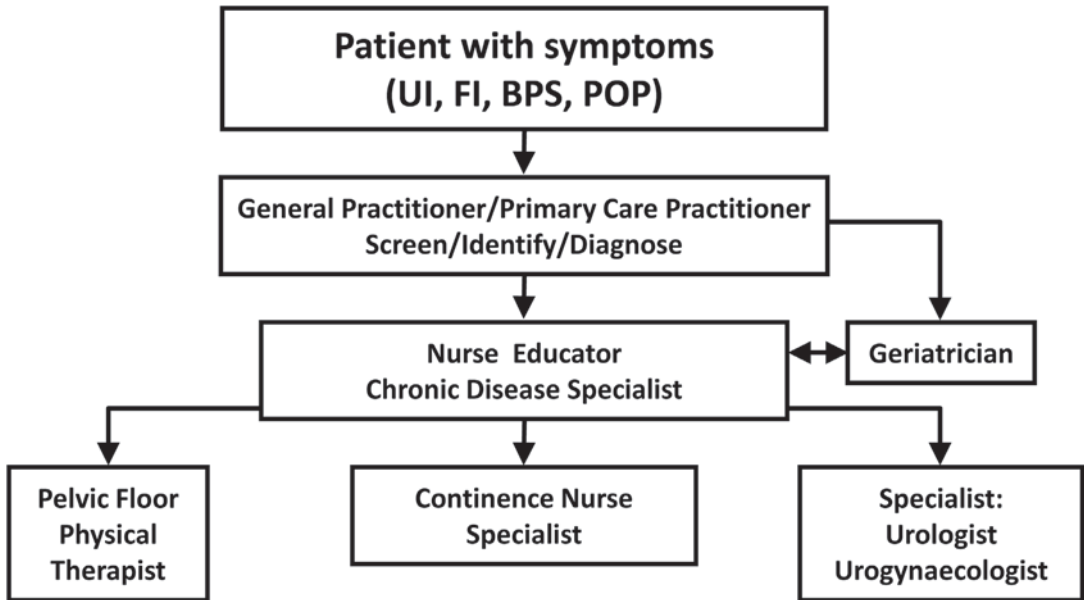 Patient with symptoms
(UI, FI, BPS, POP)
General Practitioner/Primary Care Practitioner
Screen/Identify/Diagnose
Nurse Educator
Chronic Disease Specialist
Geriatrician
Pelvic Floor
Physical
Therapist
Continence Nurse
Specialist
Specialist:
Urologist
Urogynaecologist